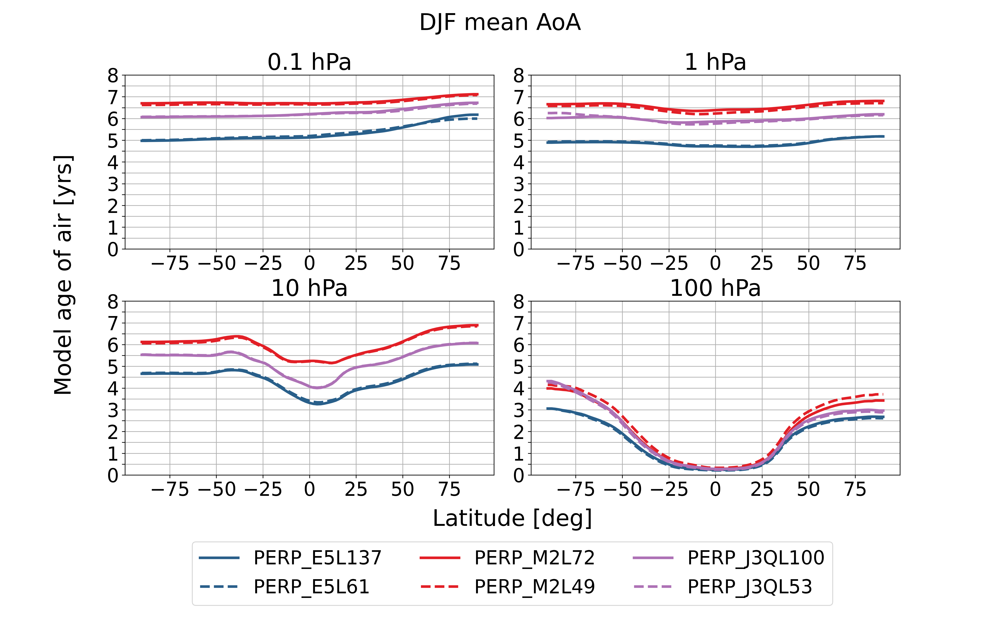 DJF mean AoA
0.1 hPa
1 hPa
8
7
6
5
4
3
2
1
0
−75 −50 −25 0 25 50 75
8
7
6
5
4
3
2
1
0
−75 −50 −25 0 25 50 75
Model age of air [yrs]
10 hPa
100 hPa
8
7
6
5
4
3
2
1
0
−75 −50 −25 0 25 50 75
8
7
6
5
4
3
2
1
0
−75 −50 −25 0 25 50 75
Latitude [deg]
PERP_E5L137 PERP_M2L72 PERP_J3QL100
PERP_E5L61 PERP_M2L49 PERP_J3QL53